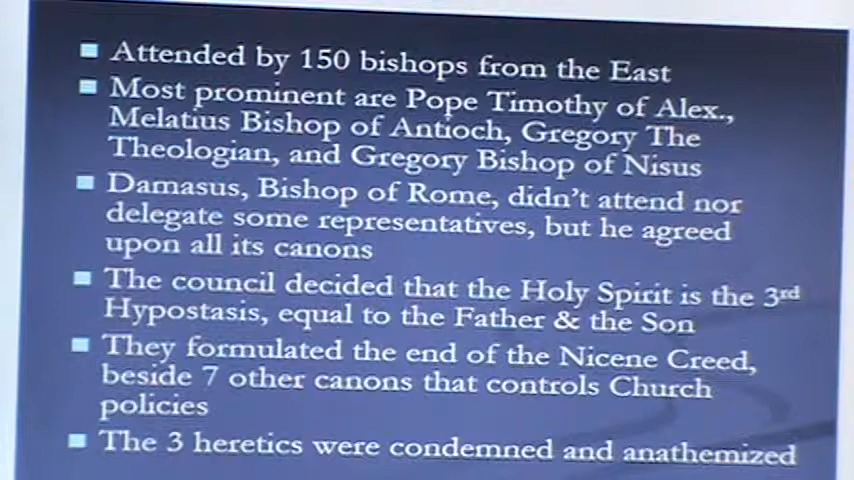 Attended by 150 bishops from the East
Most prominent are Pope Timothy of Alex.,
Melatius Bishop of Antioch, Gregory The
Theologian, and Gregory Bishop of Nisus
Damasus, Bishop of Rome, didn't attend nor
delegate some representatives, but he agreed
upon all its canons
The council decided that the Holy Spirit is the 3rd
Hypostasis, equal to the Father & the Son
They formulated the end of the Nicene Creed,
beside 7 other canons that controls Church
policies
The 3 heretics were condemned and anathemized